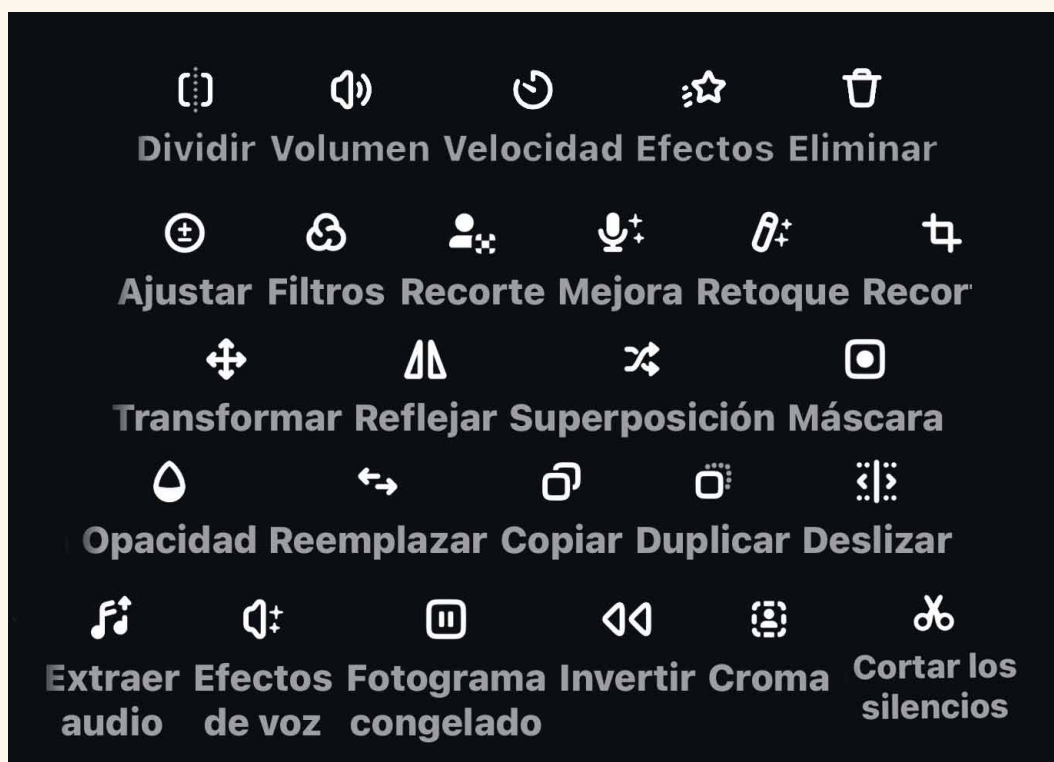 Dividir Volumen Velocidad Efectos Eliminar
Ajustar Filtros Recorte Mejora Retoque Recor
Transformar Reflejar Superposición Máscara
Opacidad Reemplazar Copiar Duplicar Deslizar
Extraer audio
Efectos de voz
Fotograma congelado
Invertir
Croma
Cortar los silencios